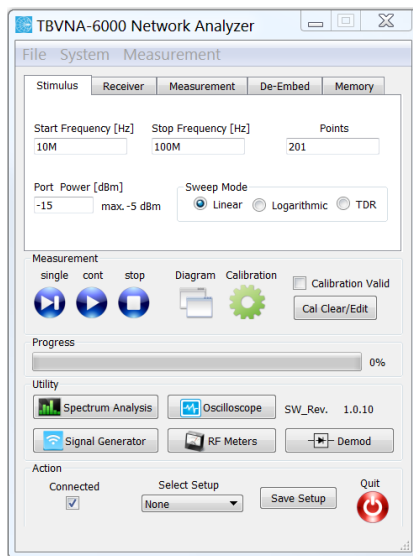 TBVNA-6000 Network Analyzer
File System Measurement
Stimulus Receiver Measurement De-Embed Memory
Start Frequency [Hz] Stop Frequency [Hz] Points
10M 100M 201
Port Power [dBm] Sweep Mode
-15 max. -5 dBm Linear Logarithmic TDR
Measurement
single cont stop Diagram Calibration
Calibration Valid
Cal Clear/Edit
Progress
0%
Utility
Spectrum Analysis Oscilloscope SW_Rev. 1.0.10
Signal Generator RF Meters Demod
Action
Connected Select Setup Quit
None Save Setup